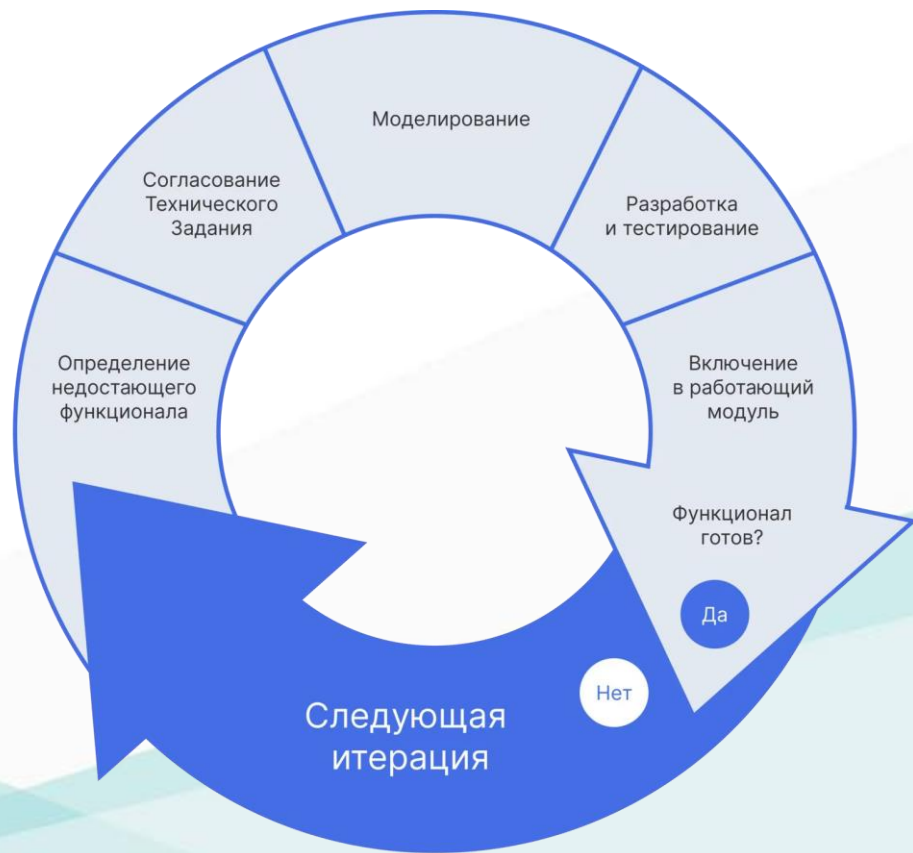 Моделирование
Согласование
Технического
Задания
Разработка
и тестирование
Определение
недостающего
функционала
Включение
в работающий
модуль
Функционал
готов?
Да
Нет
Следующая
итерация